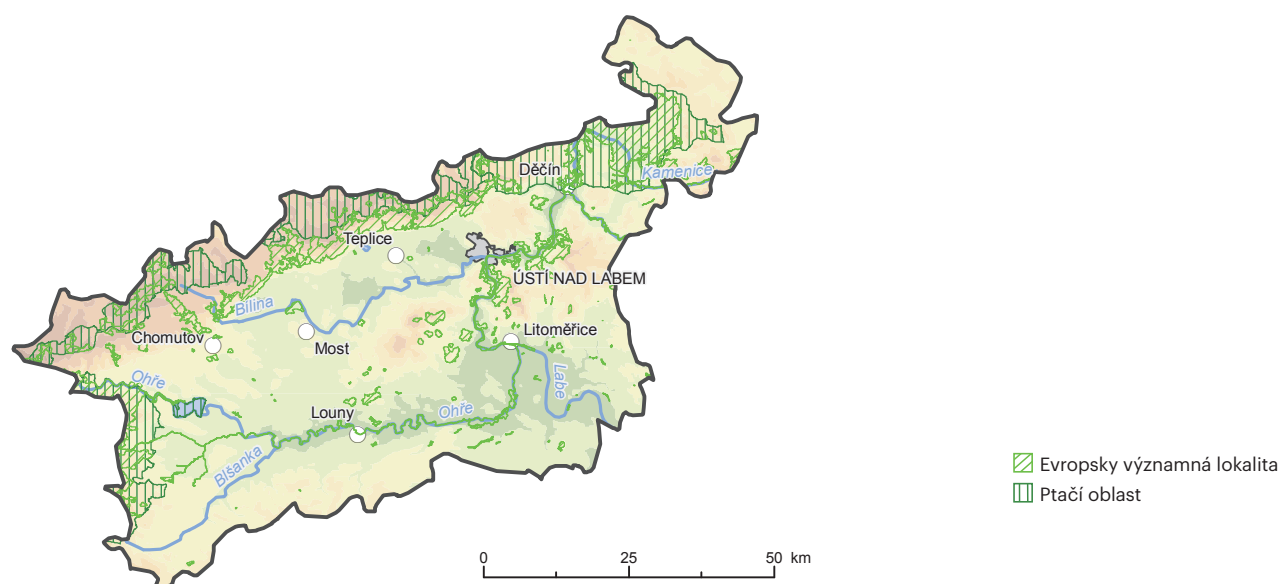 Děčín
Kamenice
Teplice
ÚSTÍ NAD LABEM
Bílina
Chomutov
Most
Litoměřice
Ohře
Labe
Louny
Ohře
Blšanka
Evropsky významná lokalita
Ptačí oblast
0 25 50 km